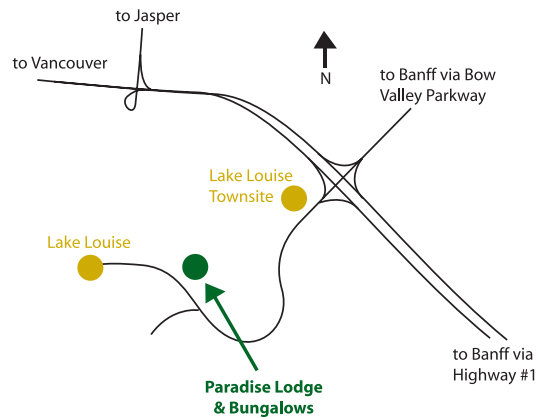 to Jasper
to Vancouver
N
to Banff via Bow
Valley Parkway
Lake Louise
Townsite
Lake Louise
to Banff via
Highway #1
Paradise Lodge
& Bungalows